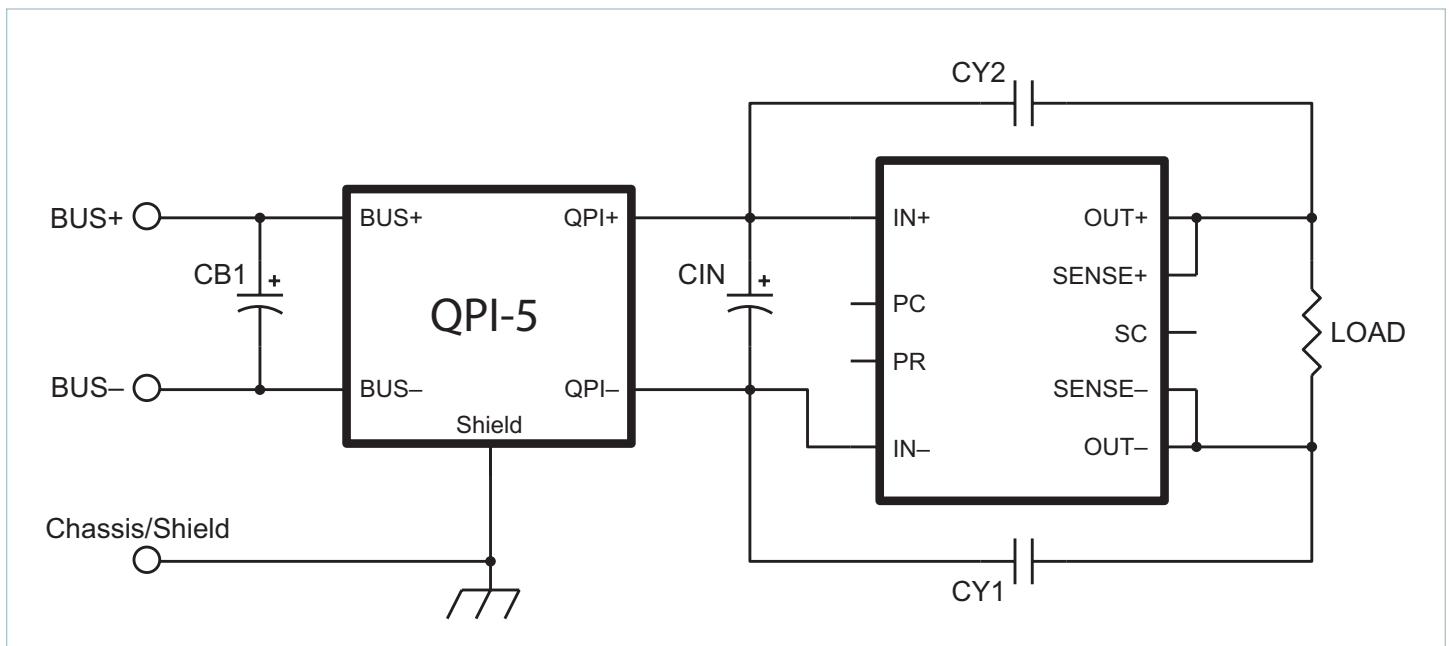 CY2
BUS+
BUS+
QPI+
IN+
OUT+
CB1
+
CIN
+
SENSE+
PC
QPI-5
SC
LOAD
PR
BUS–
BUS–
QPI–
SENSE–
Shield
IN–
OUT–
Chassis/Shield
CY1